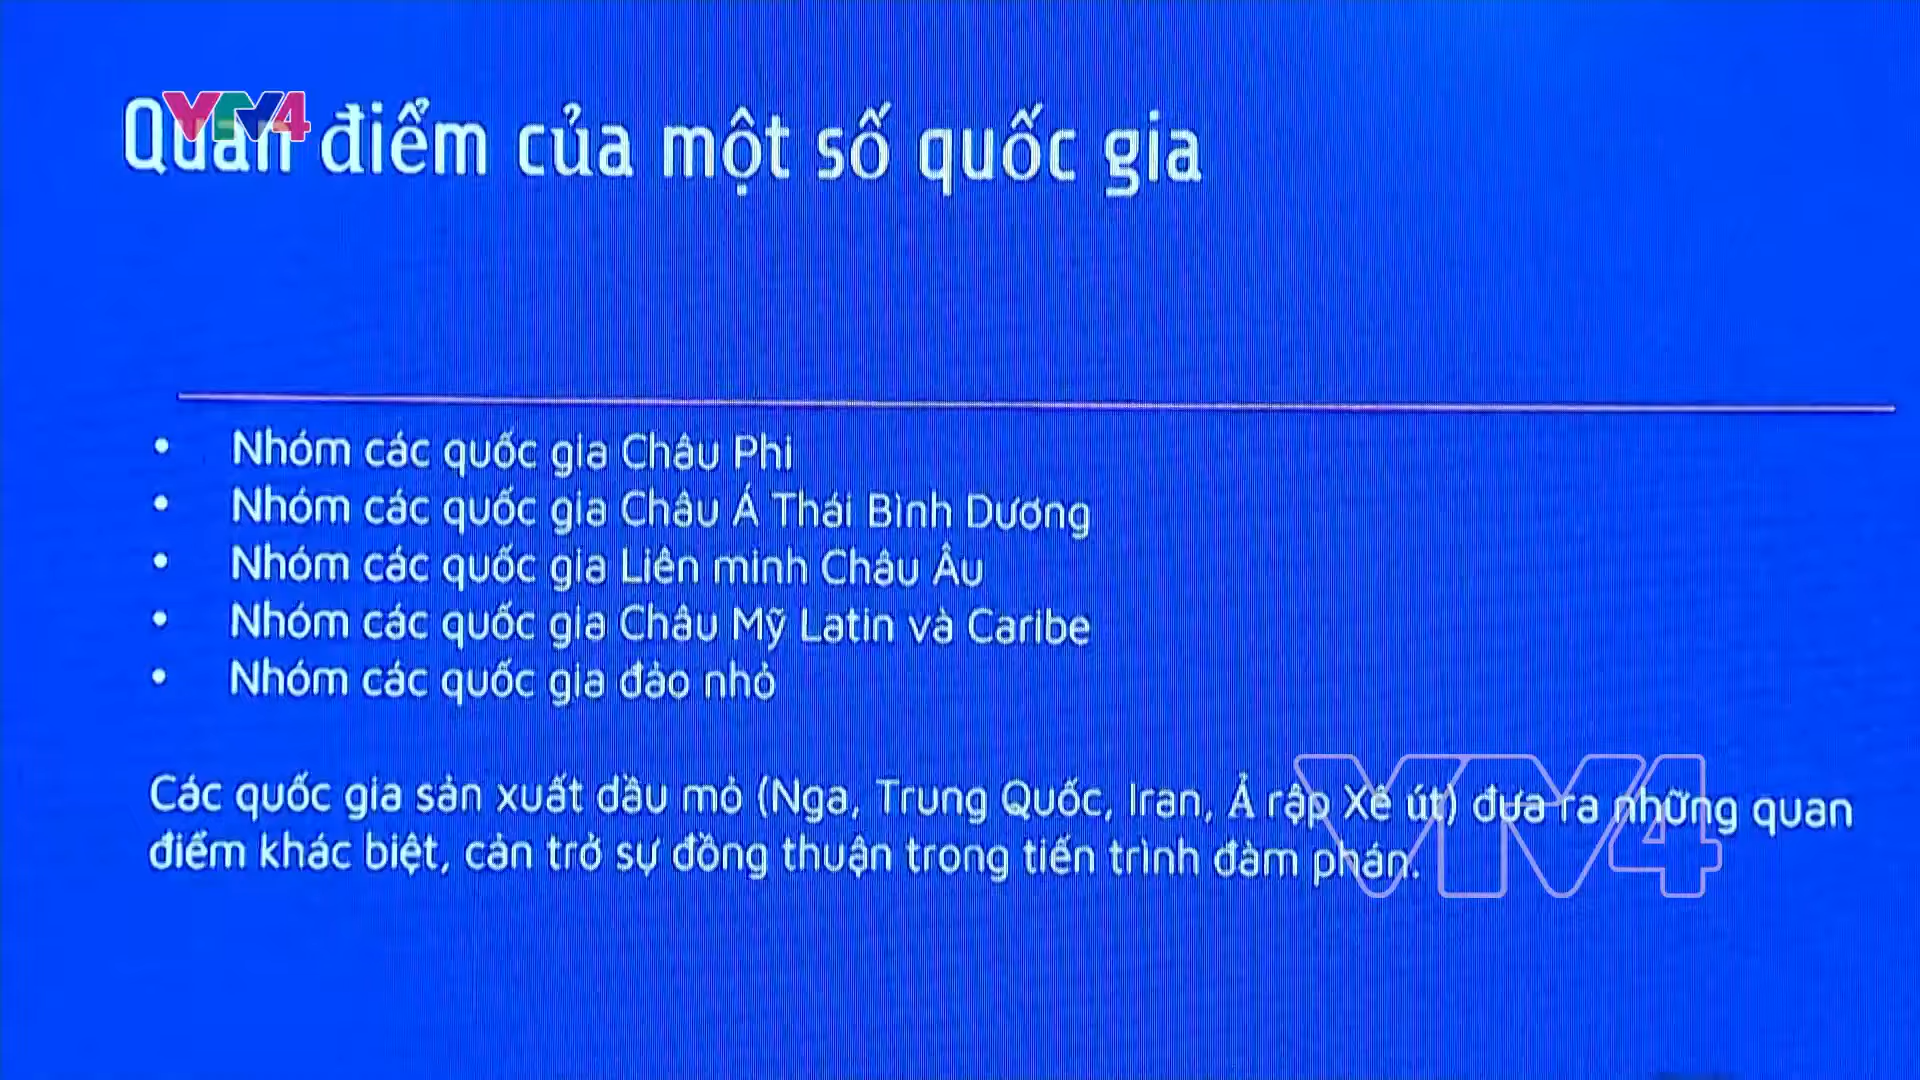 VTV4
Quan điểm của một số quốc gia
• Nhóm các quốc gia Châu Phi
• Nhóm các quốc gia Châu Á Thái Bình Dương
• Nhóm các quốc gia Liên minh Châu Âu
• Nhóm các quốc gia Châu Mỹ Latin và Caribe
• Nhóm các quốc gia đảo nhỏ
Các quốc gia sản xuất dầu mỏ (Nga, Trung Quốc, Iran, Ả rập Xê út) đưa ra những quan
điểm khác biệt, cản trở sự đồng thuận trong tiến trình đàm phán.
VTV4